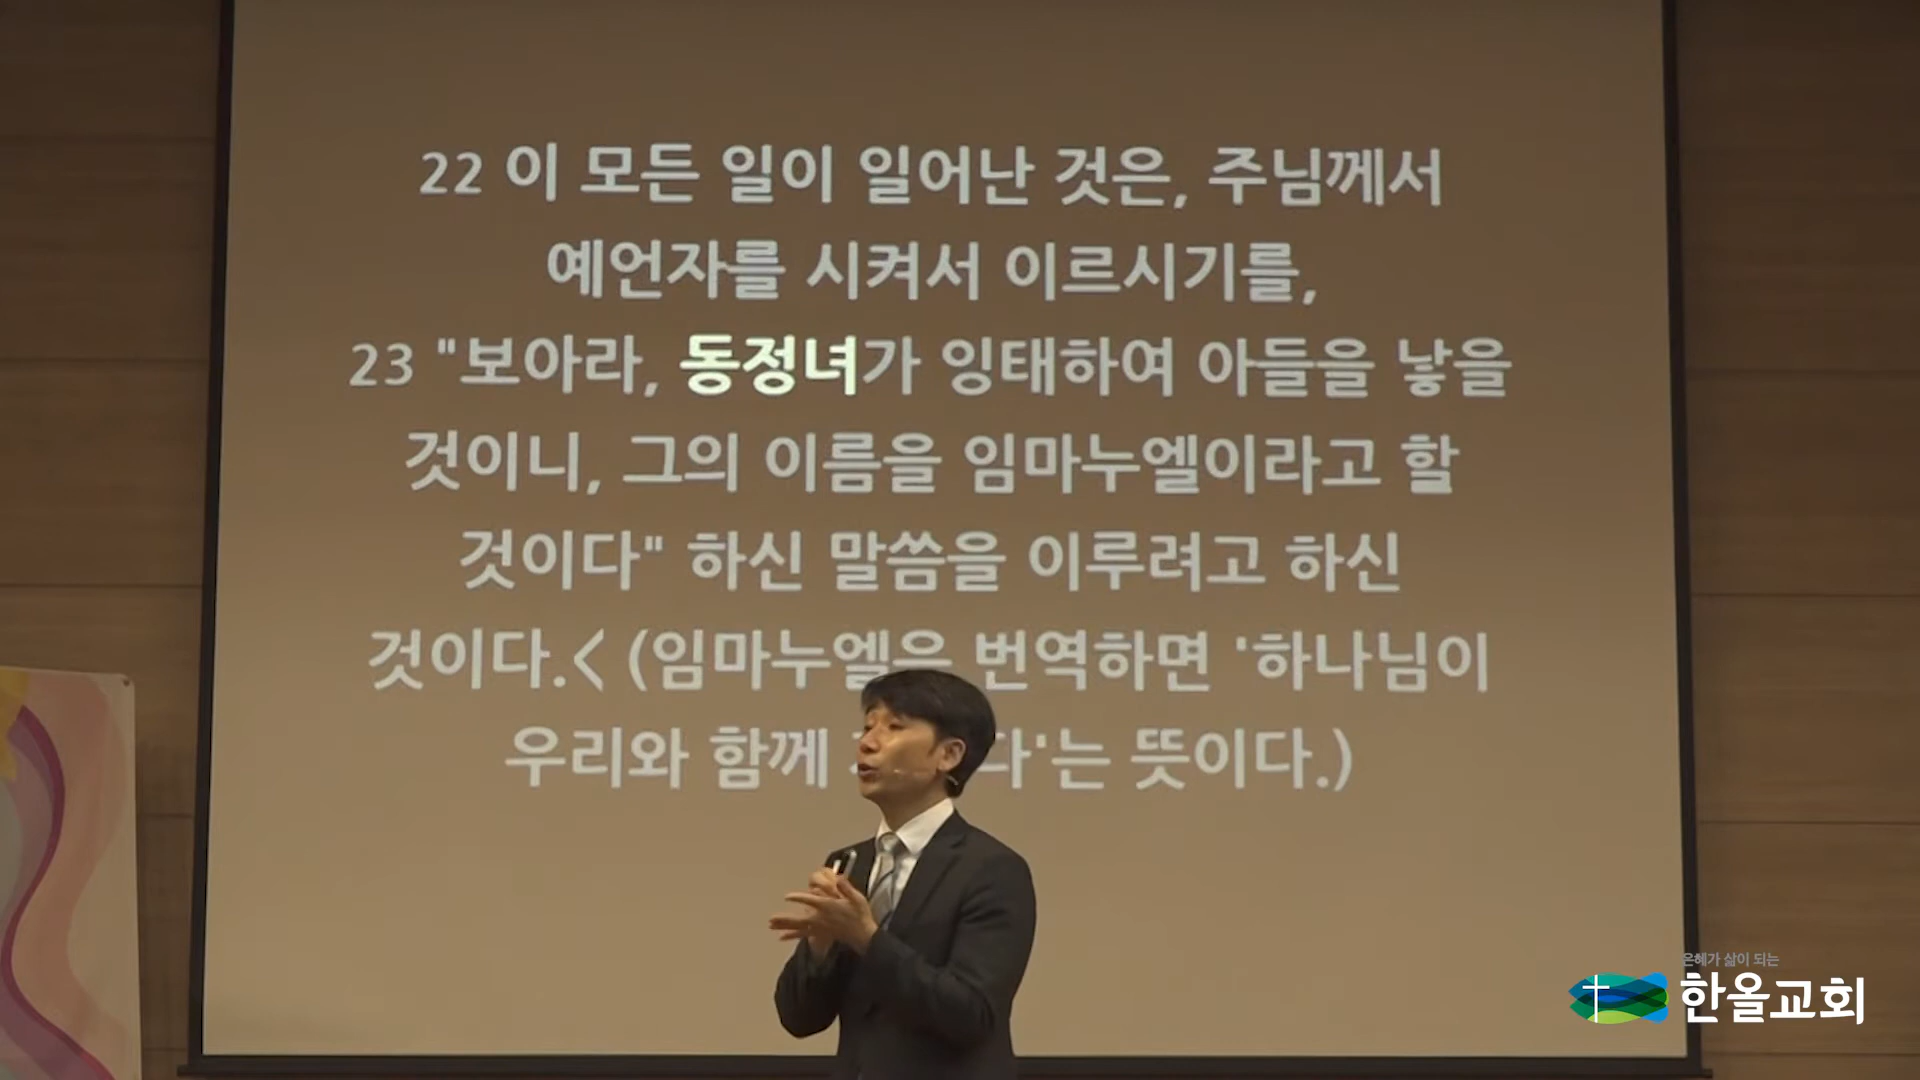 22 이 모든 일이 일어난 것은, 주님께서
예언자를 시켜서 이르시기를,
23 "보아라, 동정녀가 잉태하여 아들을 낳을
것이니, 그의 이름을 임마누엘이라고 할
것이다" 하신 말씀을 이루려고 하신
것이다.< (임마누엘은 번역하면 '하나님이
우리와 함께 다'는 뜻이다.)
은혜가 삶이 되는
한올교회